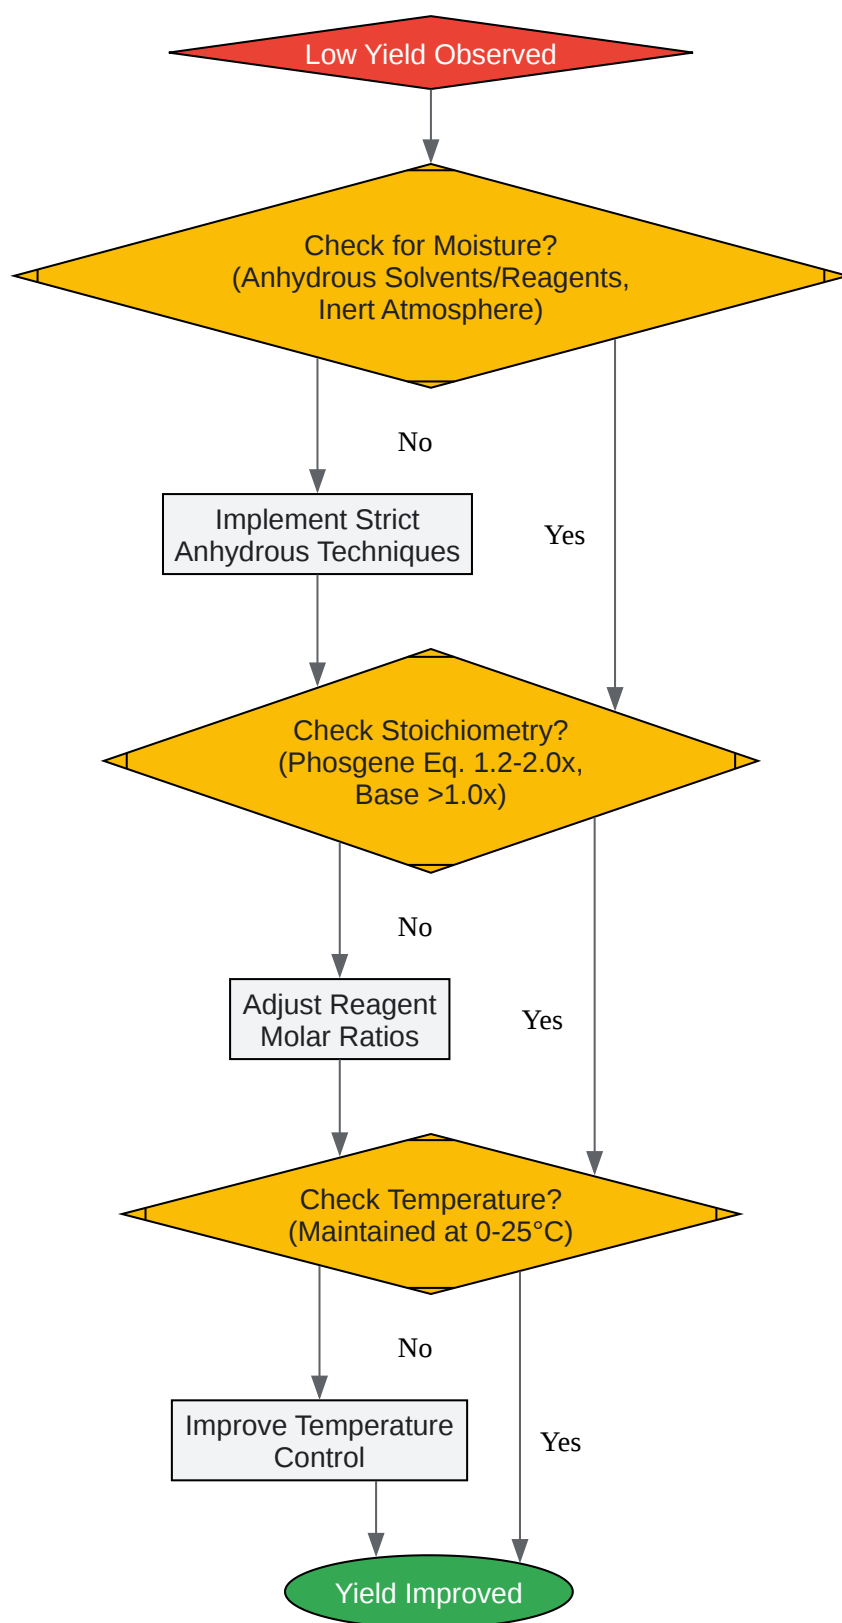 Low Yield Observed
Check for Moisture?
(Anhydrous Solvents/Reagents,
Inert Atmosphere)
No
Implement Strict
Anhydrous Techniques
Yes
Check Stoichiometry?
(Phosgene Eq. 1.2-2.0x,
Base >1.0x)
No
Adjust Reagent
Molar Ratios
Yes
Check Temperature?
(Maintained at 0-25°C)
No
Improve Temperature
Control
Yes
Yield Improved